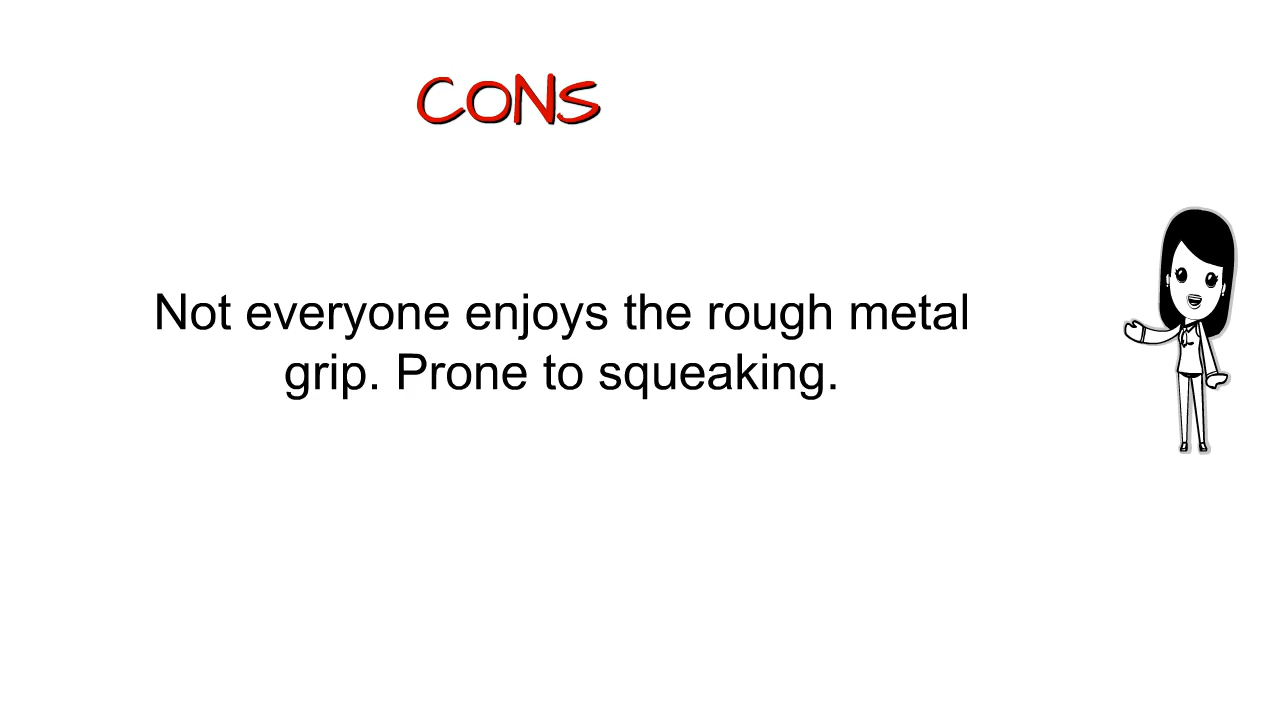 CONS
Not everyone enjoys the rough metal
grip. Prone to squeaking.